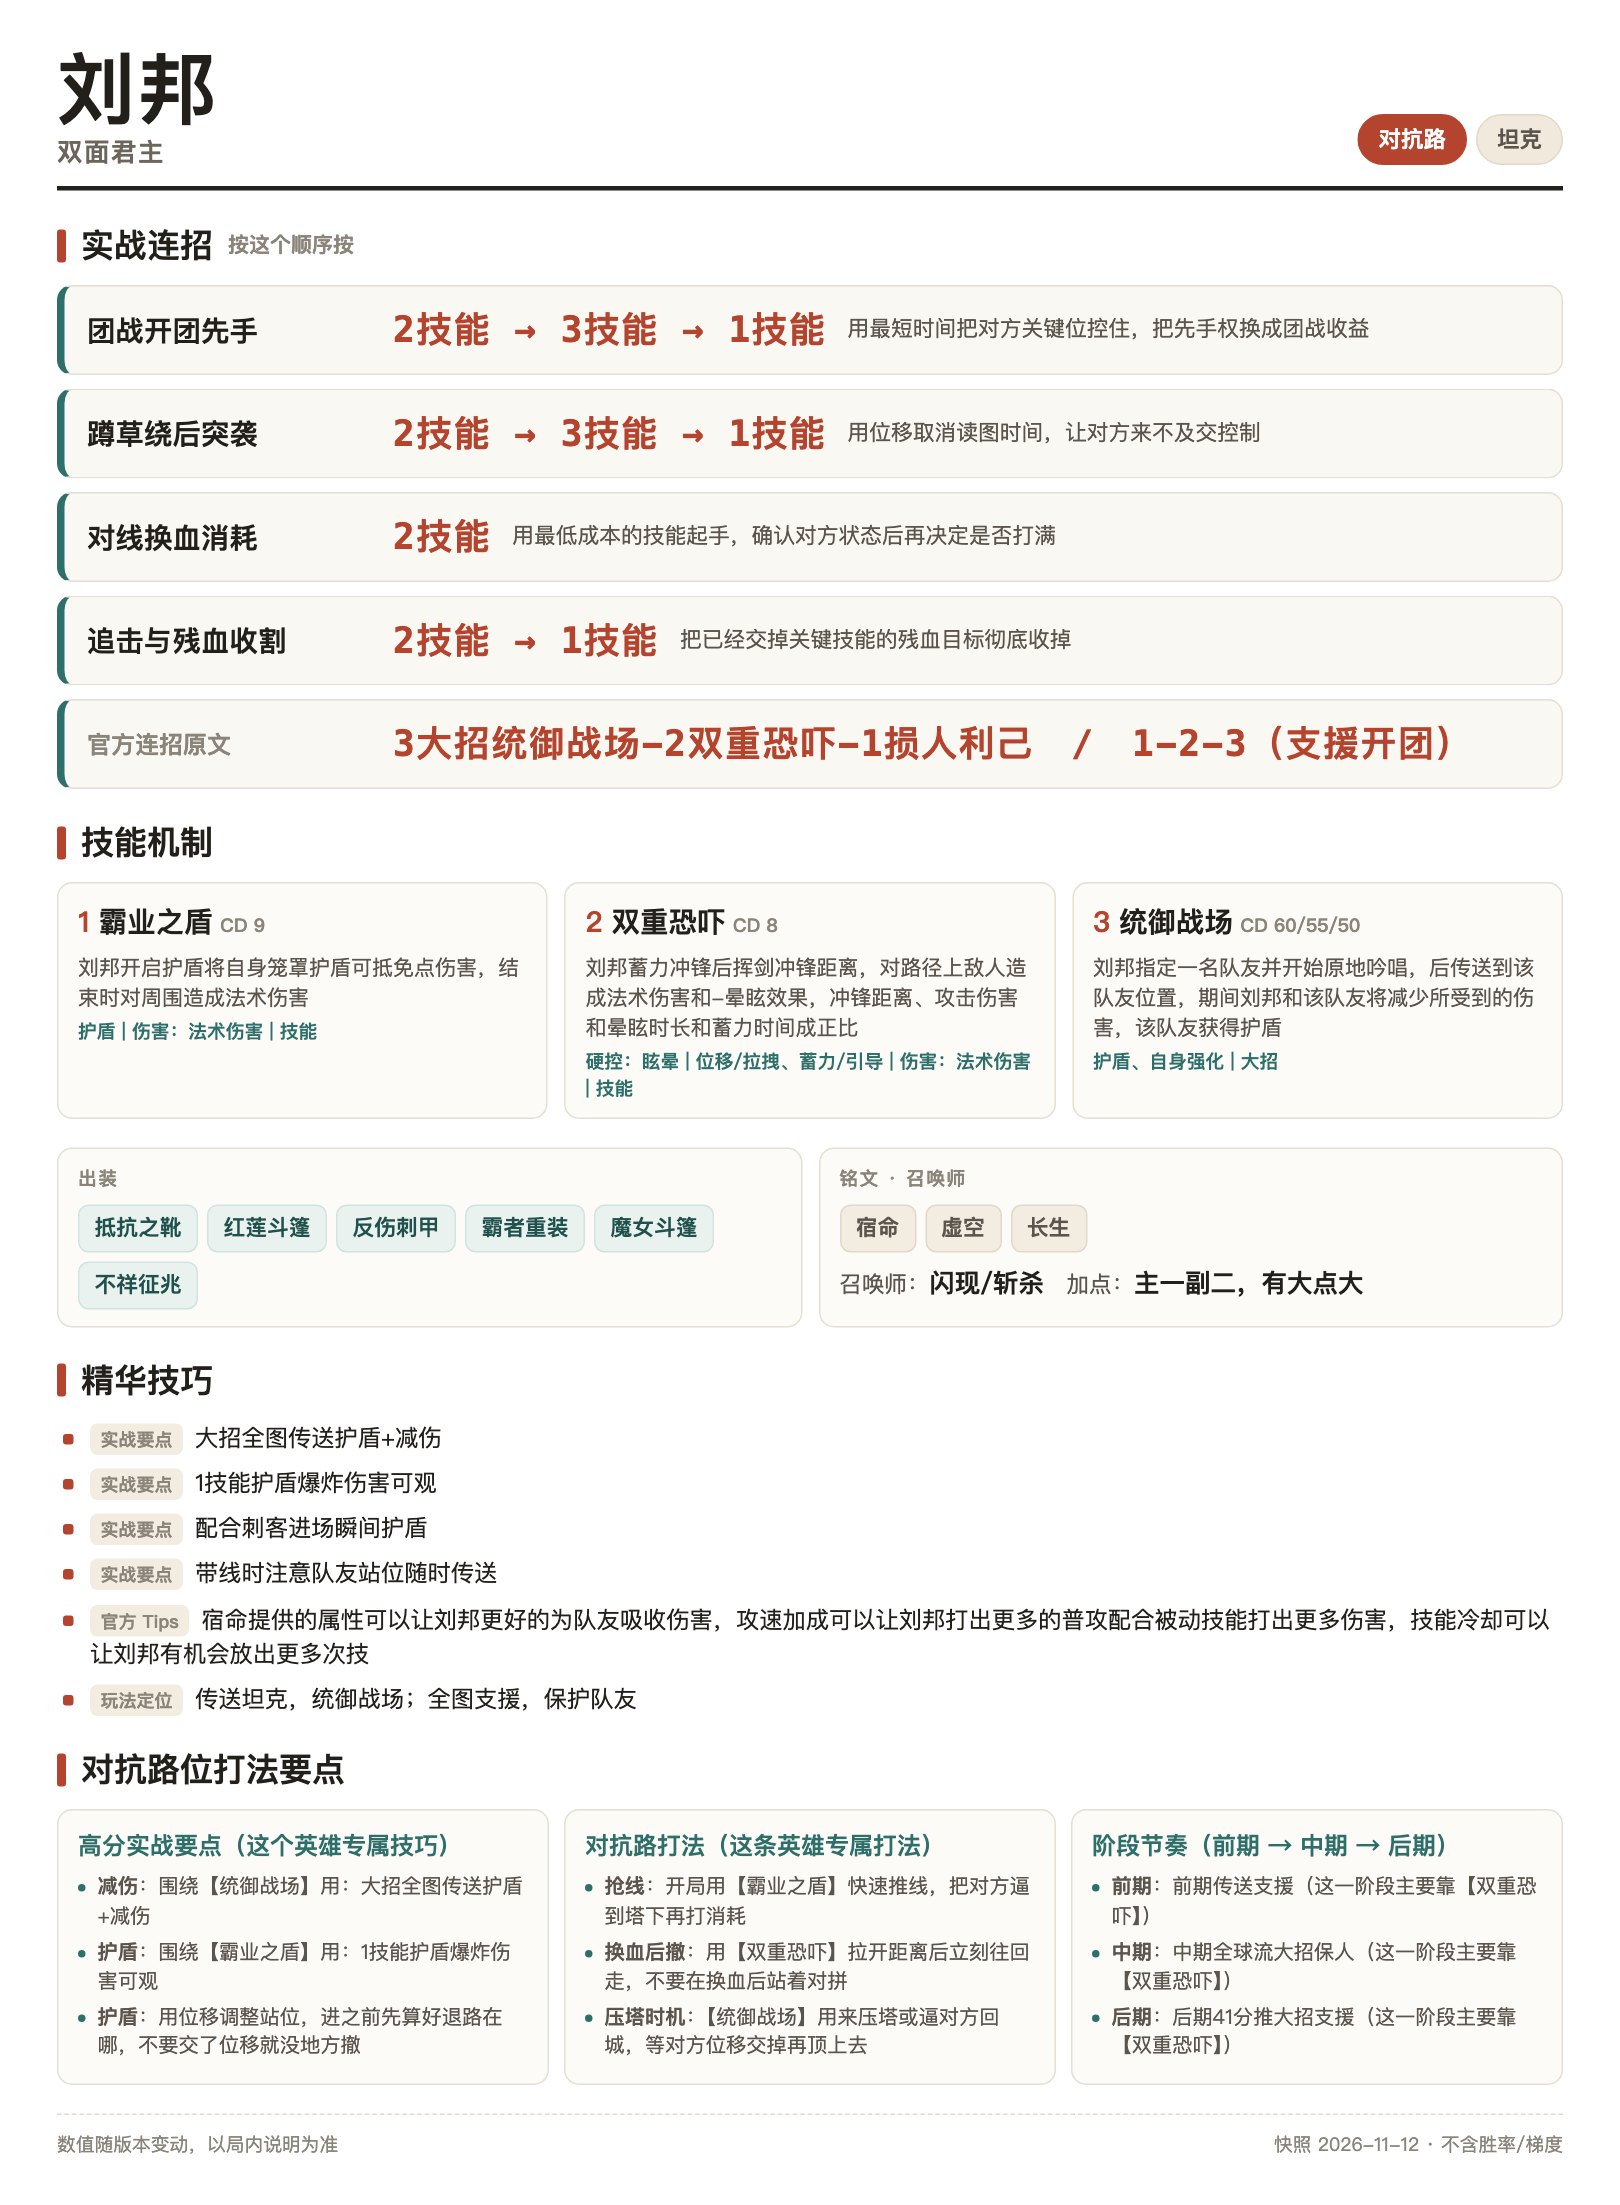 刘邦
双面君主
对抗路 坦克
实战连招 按这个顺序按
团战开团先手 2技能 → 3技能 → 1技能 用最短时间把对方关键位控住，把先手权换成团战收益
蹲草绕后突袭 2技能 → 3技能 → 1技能 用位移取消读图时间，让对方来不及交控制
对线换血消耗 2技能 用最低成本的技能起手，确认对方状态后再决定是否打满
追击与残血收割 2技能 → 1技能 把已经交掉关键技能的残血目标彻底收掉
官方连招原文 3大招统御战场–2双重恐吓–1损人利己 / 1–2–3（支援开团）
技能机制
1 霸业之盾 CD 9
刘邦开启护盾将自身笼罩护盾可抵免点伤害，结
束时对周围造成法术伤害
护盾 | 伤害：法术伤害 | 技能
2 双重恐吓 CD 8
刘邦蓄力冲锋后挥剑冲锋距离，对路径上敌人造
成法术伤害和–晕眩效果，冲锋距离、攻击伤害
和晕眩时长和蓄力时间成正比
硬控：眩晕 | 位移/拉拽、蓄力/引导 | 伤害：法术伤害
| 技能
3 统御战场 CD 60/55/50
刘邦指定一名队友并开始原地吟唱，后传送到该
队友位置，期间刘邦和该队友将减少所受到的伤
害，该队友获得护盾
护盾、自身强化 | 大招
出装
抵抗之靴 红莲斗篷 反伤刺甲 霸者重装 魔女斗篷
不祥征兆
铭文 · 召唤师
宿命 虚空 长生
召唤师：闪现/斩杀 加点：主一副二，有大点大
精华技巧
实战要点 大招全图传送护盾+减伤
实战要点 1技能护盾爆炸伤害可观
实战要点 配合刺客进场瞬间护盾
实战要点 带线时注意队友站位随时传送
官方 Tips 宿命提供的属性可以让刘邦更好的为队友吸收伤害，攻速加成可以让刘邦打出更多的普攻配合被动技能打出更多伤害，技能冷却可以
让刘邦有机会放出更多次技
玩法定位 传送坦克，统御战场；全图支援，保护队友
对抗路位打法要点
高分实战要点（这个英雄专属技巧）
减伤：围绕【统御战场】用：大招全图传送护盾
+减伤
护盾：围绕【霸业之盾】用：1技能护盾爆炸伤
害可观
护盾：用位移调整站位，进之前先算好退路在
哪，不要交了位移就没地方撤
对抗路打法（这条英雄专属打法）
抢线：开局用【霸业之盾】快速推线，把对方逼
到塔下再打消耗
换血后撤：用【双重恐吓】拉开距离后立刻往回
走，不要在换血后站着对拼
压塔时机：【统御战场】用来压塔或逼对方回
城，等对方位移交掉再顶上去
阶段节奏（前期 → 中期 → 后期）
前期：前期传送支援（这一阶段主要靠【双重恐
吓】）
中期：中期全球流大招保人（这一阶段主要靠
【双重恐吓】）
后期：后期41分推大招支援（这一阶段主要靠
【双重恐吓】）
数值随版本变动，以局内说明为准
快照 2026–11–12 · 不含胜率/梯度